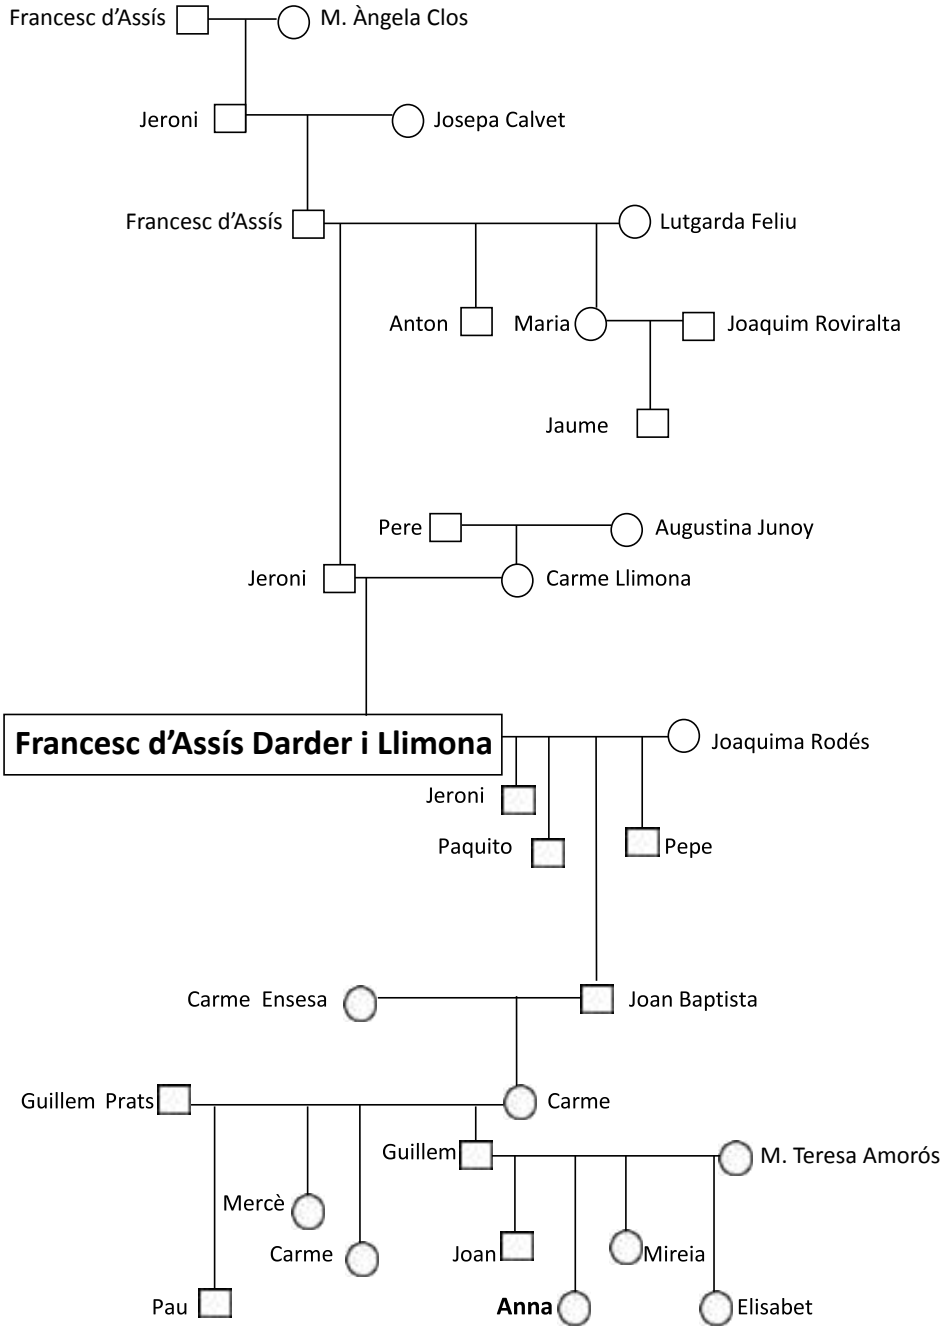 Francesc d’Assís
M. Àngela Clos
Jeroni
Josepa Calvet
Francesc d’Assís
Lutgarda Feliu
Anton
Maria
Joaquim Roviralta
Jaume
Pere
Augustina Junoy
Jeroni
Carme Llimona
Francesc d’Assís Darder i Llimona
Joaquima Rodés
Jeroni
Paquito
Pepe
Carme Ensesa
Joan Baptista
Guillem Prats
Carme
Guillem
M. Teresa Amorós
Mercè
Carme
Joan
Mireia
Pau
Anna
Elisabet